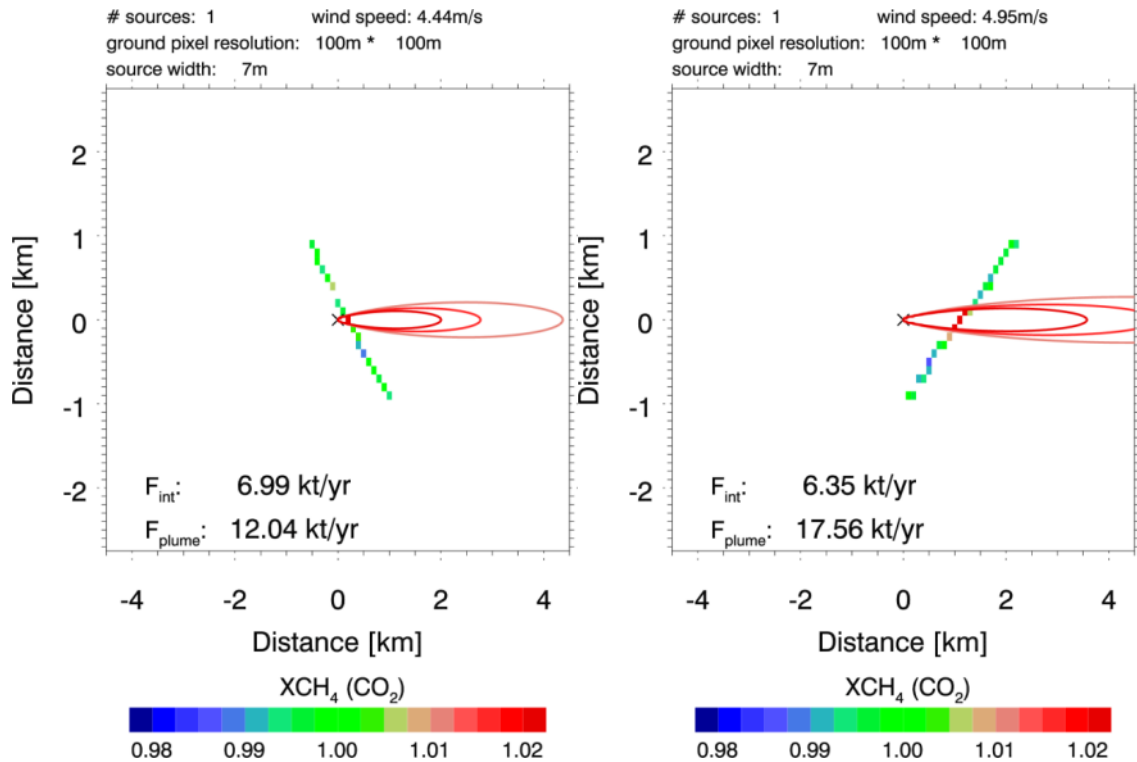 # sources: 1 wind speed: 4.44m/s
ground pixel resolution: 100m * 100m
source width: 7m
Distance [km]
2
1
0
-1
-2
F_int: 6.99 kt/yr
F_plume: 12.04 kt/yr
-4 -2 0 2 4
Distance [km]
XCH₄ (CO₂)
0.98 0.99 1.00 1.01 1.02
# sources: 1 wind speed: 4.95m/s
ground pixel resolution: 100m * 100m
source width: 7m
Distance [km]
2
1
0
-1
-2
F_int: 6.35 kt/yr
F_plume: 17.56 kt/yr
-4 -2 0 2 4
Distance [km]
XCH₄ (CO₂)
0.98 0.99 1.00 1.01 1.02